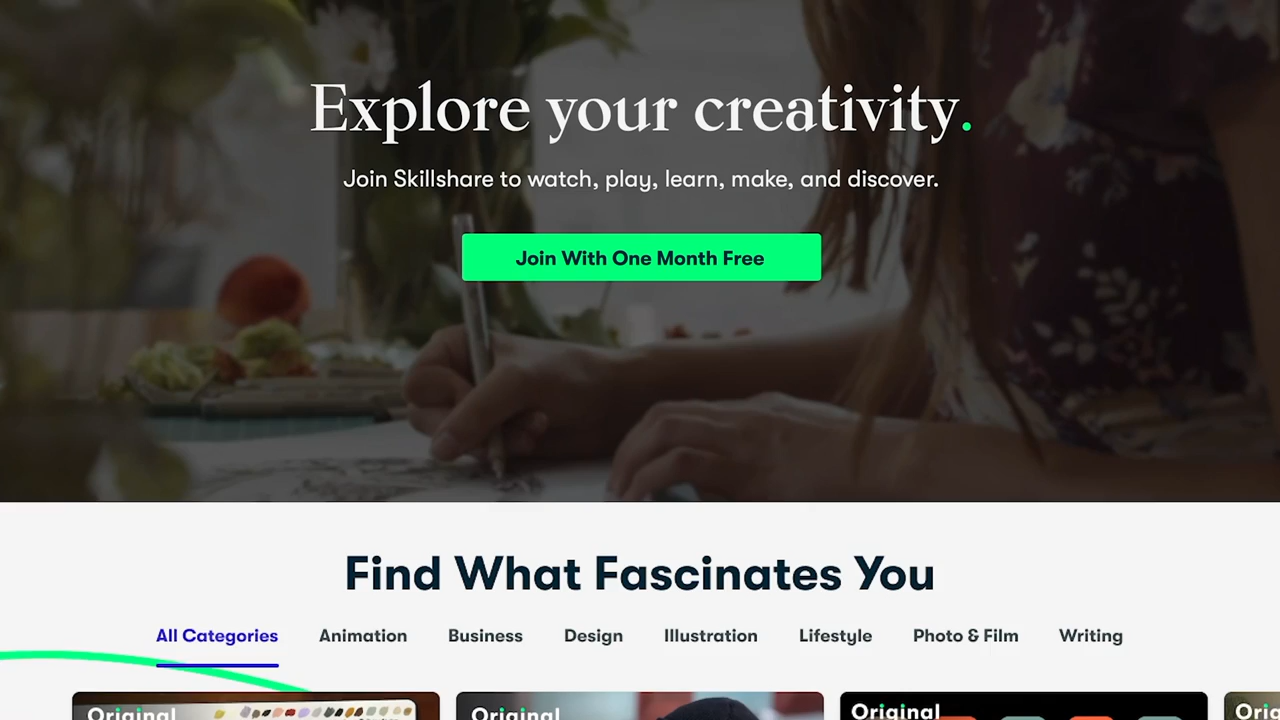 Explore your creativity.
Join Skillshare to watch, play, learn, make, and discover.
Join With One Month Free
Find What Fascinates You
All Categories Animation Business Design Illustration Lifestyle Photo & Film Writing
Original Original Original